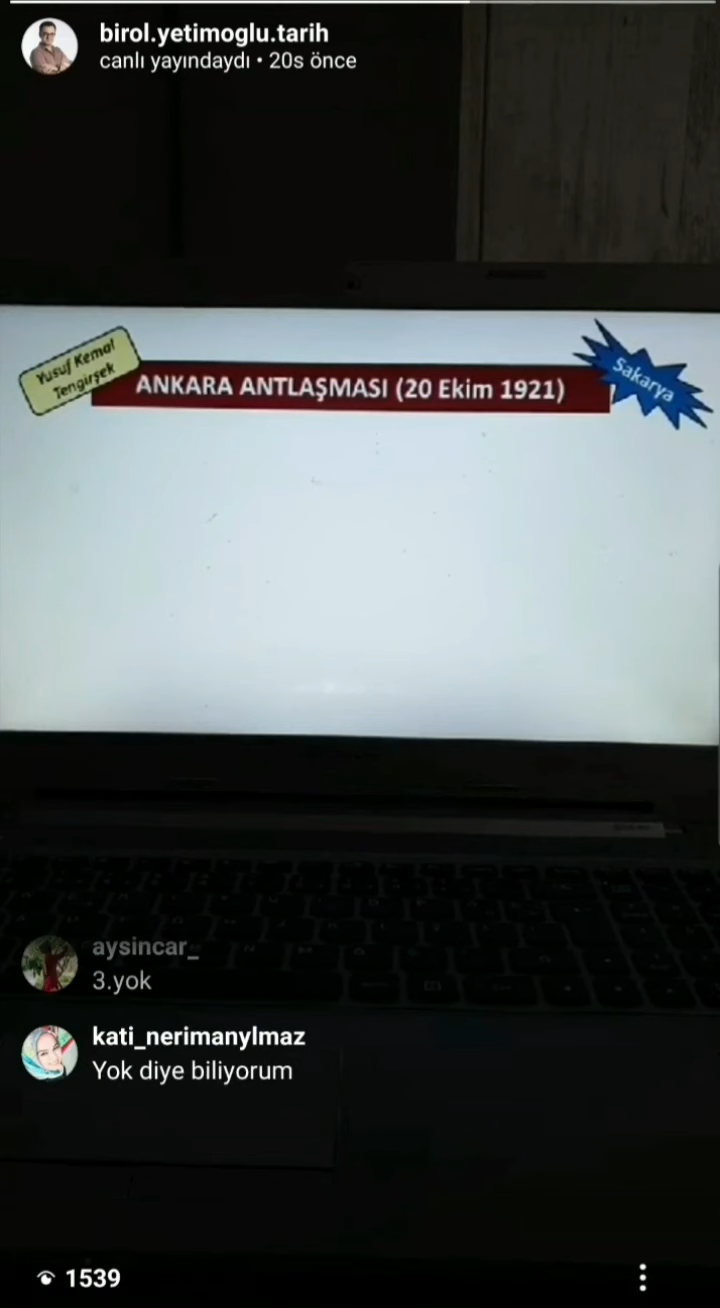 birol.yetimoglu.tarih
canlı yayındaydı • 20s önce
Yusuf Kemal
Tengirşek
ANKARA ANTLAŞMASI (20 Ekim 1921)
Sakarya
aysincar_
3.yok
kati_nerimanylmaz
Yok diye biliyorum
1539